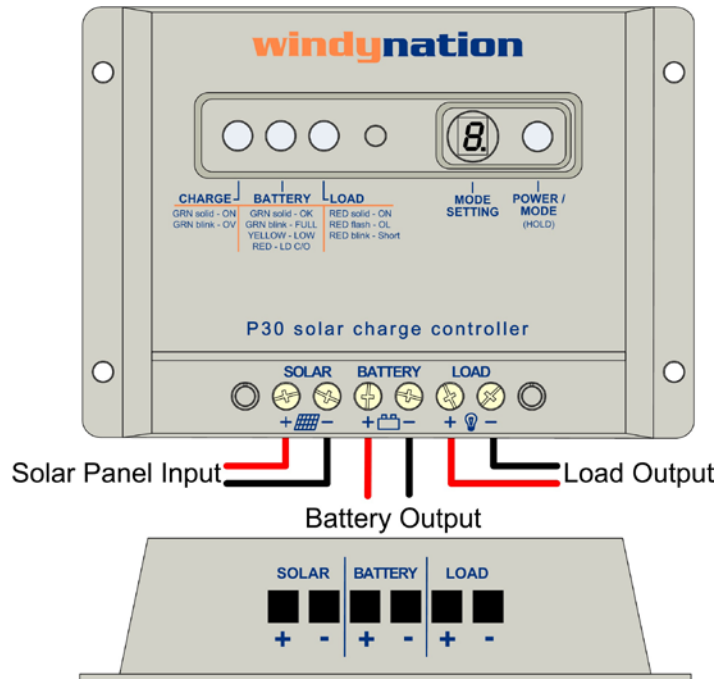 windynation
8.
CHARGE
GRN solid - ON
GRN blink - OV
BATTERY
GRN solid - OK
GRN blink - FULL
YELLOW - LOW
RED - LD C/O
LOAD
RED solid - ON
RED flash - OL
RED blink - Short
MODE
SETTING
POWER /
MODE
(HOLD)
P30 solar charge controller
SOLAR BATTERY LOAD
+ - + - + -
Solar Panel Input
Load Output
Battery Output
SOLAR BATTERY LOAD
+ - + - + -